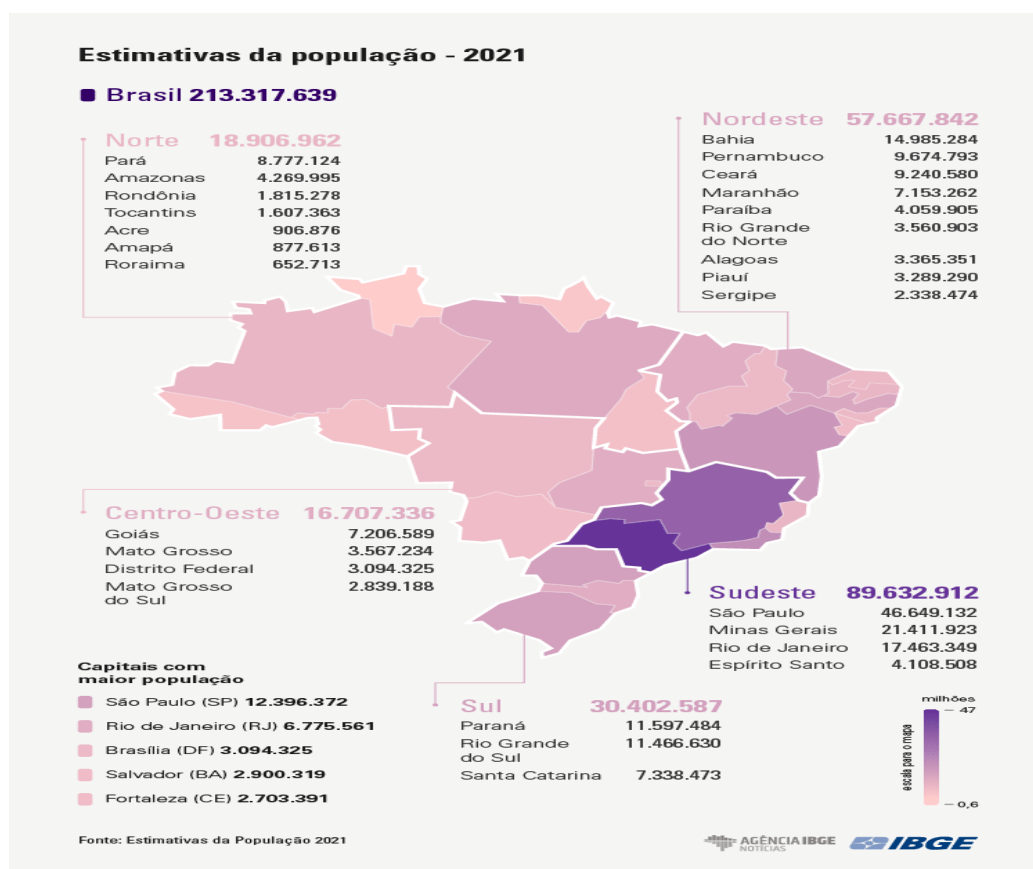 Estimativas da população - 2021
Brasil 213.317.639
Norte 18.906.962
Pará 8.777.124
Amazonas 4.269.995
Rondônia 1.815.278
Tocantins 1.607.363
Acre 906.876
Amapá 877.613
Roraima 652.713
Nordeste 57.667.842
Bahia 14.985.284
Pernambuco 9.674.793
Ceará 9.240.580
Maranhão 7.153.262
Paraíba 4.059.905
Rio Grande 3.560.903
do Norte
Alagoas 3.365.351
Piauí 3.289.290
Sergipe 2.338.474
Centro-Oeste 16.707.336
Goiás 7.206.589
Mato Grosso 3.567.234
Distrito Federal 3.094.325
Mato Grosso 2.839.188
do Sul
Sudeste 89.632.912
São Paulo 46.649.132
Minas Gerais 21.411.923
Rio de Janeiro 17.463.349
Espírito Santo 4.108.508
Capitais com
maior população
São Paulo (SP) 12.396.372
Rio de Janeiro (RJ) 6.775.561
Brasília (DF) 3.094.325
Salvador (BA) 2.900.319
Fortaleza (CE) 2.703.391
Sul 30.402.587
Paraná 11.597.484
Rio Grande 11.466.630
do Sul
Santa Catarina 7.338.473
milhões
47
escala para o mapa
0,6
Fonte: Estimativas da População 2021
AGÊNCIA IBGE
NOTÍCIAS
IBGE